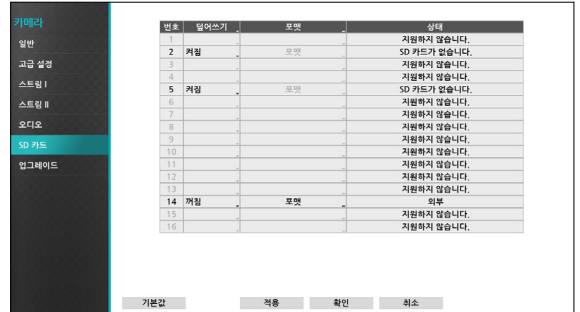 카메라
일반
고급 설정
스트림 I
스트림 II
오디오
SD 카드
업그레이드
번호 덮어쓰기 포맷 상태
1 지원하지 않습니다.
2 켜짐 포맷 SD 카드가 없습니다.
3 지원하지 않습니다.
4 지원하지 않습니다.
5 켜짐 포맷 SD 카드가 없습니다.
6 지원하지 않습니다.
7 지원하지 않습니다.
8 지원하지 않습니다.
9 지원하지 않습니다.
10 지원하지 않습니다.
11 지원하지 않습니다.
12 지원하지 않습니다.
13 지원하지 않습니다.
14 꺼짐 포맷 외부
15 지원하지 않습니다.
16 지원하지 않습니다.
기본값 적용 확인 취소